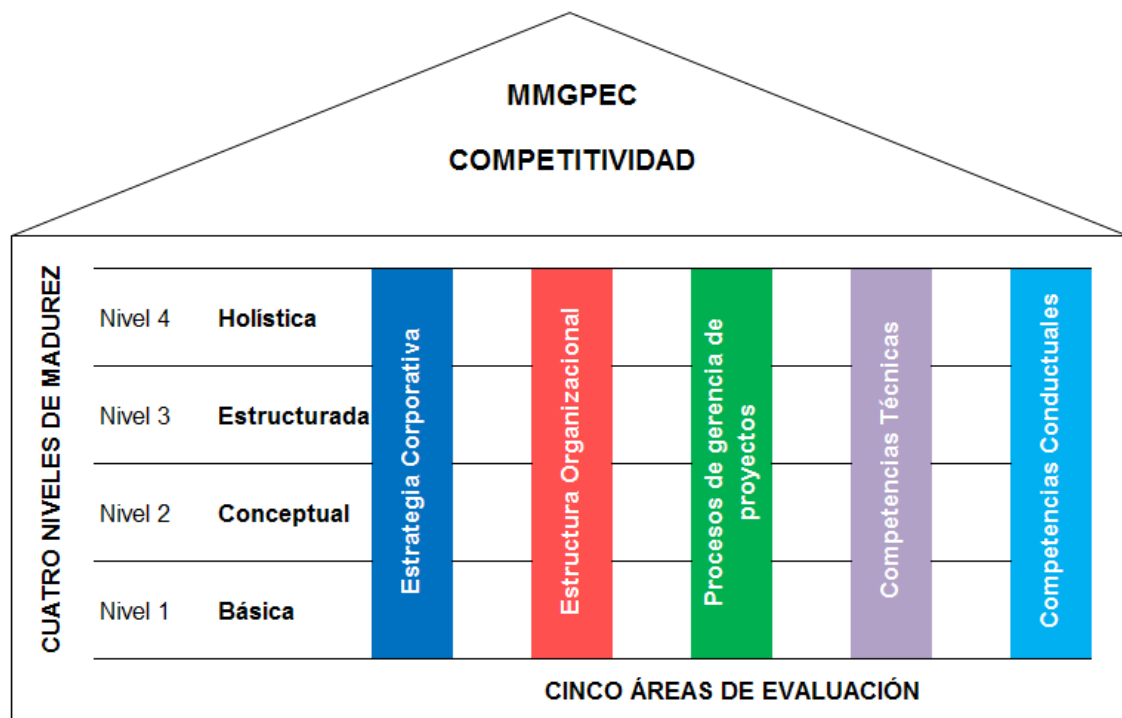 MMGPEC
COMPETITIVIDAD
CUATRO NIVELES DE MADUREZ
Nivel 4 Holística
Nivel 3 Estructurada
Nivel 2 Conceptual
Nivel 1 Básica
Estrategia Corporativa
Estructura Organizacional
Procesos de gerencia de
proyectos
Competencias Técnicas
Competencias Conductuales
CINCO ÁREAS DE EVALUACIÓN